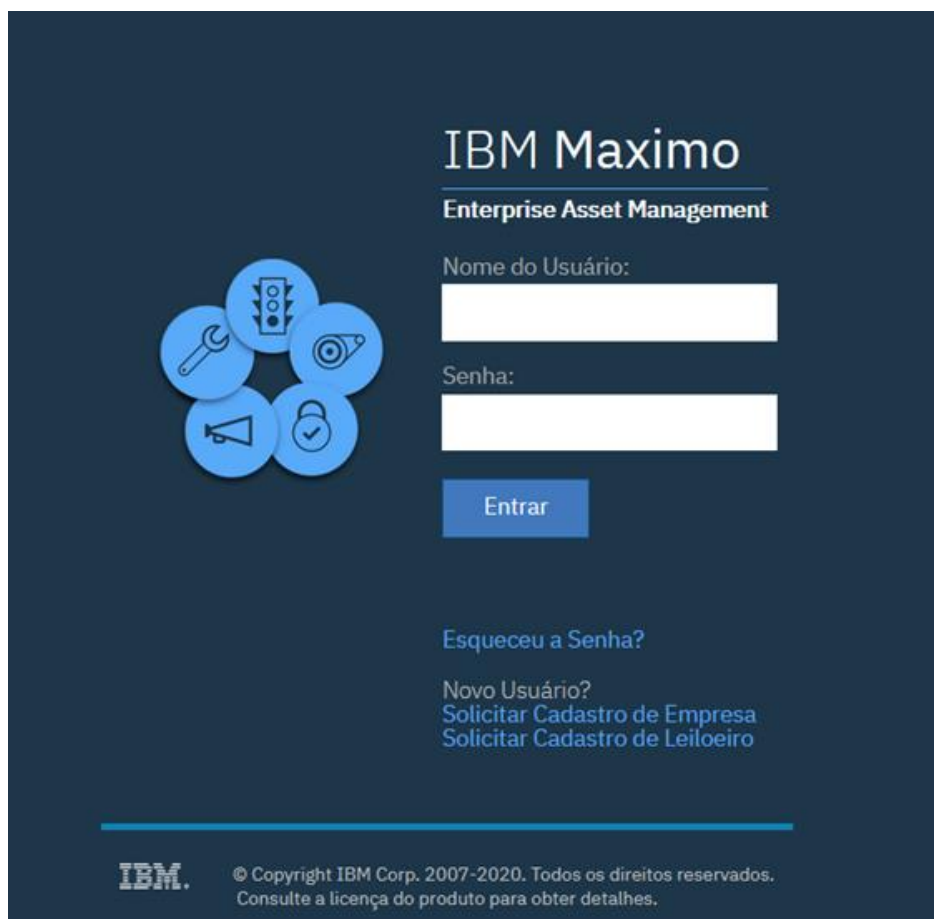 IBM Maximo
Enterprise Asset Management
Nome do Usuário:
Senha:
Entrar
Esqueceu a Senha?
Novo Usuário?
Solicitar Cadastro de Empresa
Solicitar Cadastro de Leiloeiro
IBM.
© Copyright IBM Corp. 2007-2020. Todos os direitos reservados.
Consulte a licença do produto para obter detalhes.